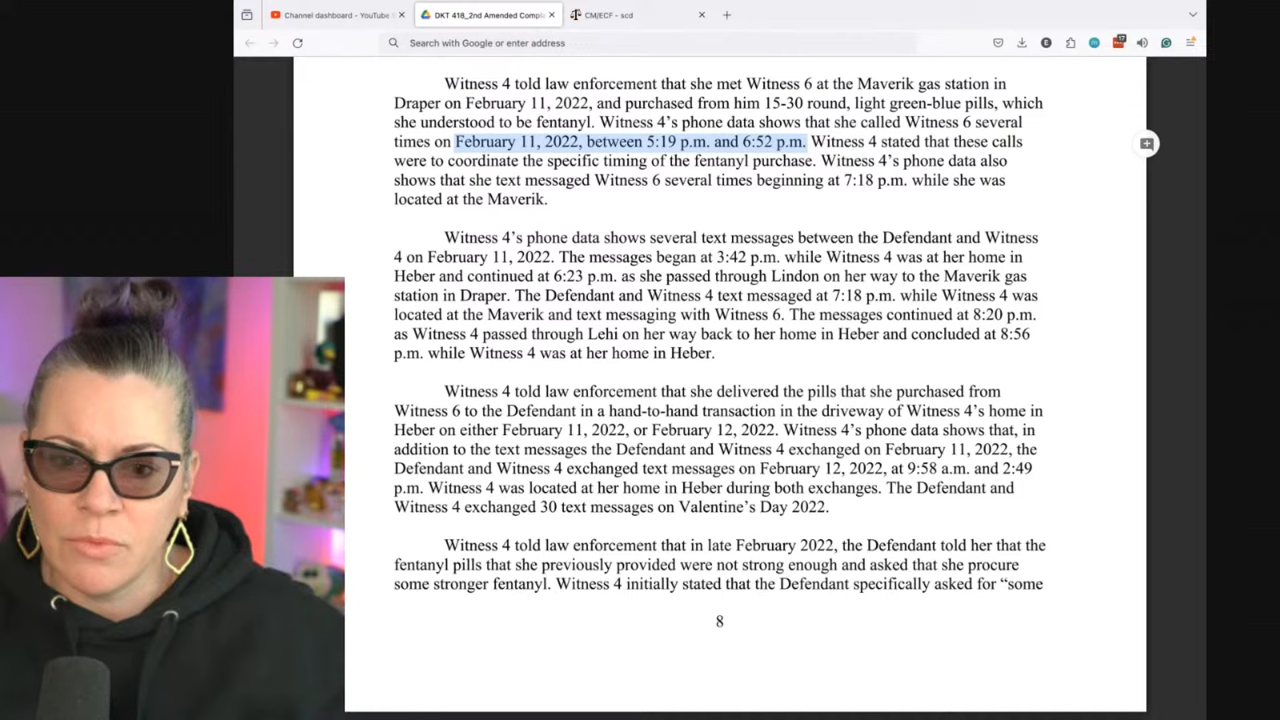 Channel dashboard - YouTube S
DKT 418_2nd Amended Compla
CM/ECF - scd
Search with Google or enter address
17
Witness 4 told law enforcement that she met Witness 6 at the Maverik gas station in
Draper on February 11, 2022, and purchased from him 15-30 round, light green-blue pills, which
she understood to be fentanyl. Witness 4’s phone data shows that she called Witness 6 several
times on February 11, 2022, between 5:19 p.m. and 6:52 p.m. Witness 4 stated that these calls
were to coordinate the specific timing of the fentanyl purchase. Witness 4’s phone data also
shows that she text messaged Witness 6 several times beginning at 7:18 p.m. while she was
located at the Maverik.
Witness 4’s phone data shows several text messages between the Defendant and Witness
4 on February 11, 2022. The messages began at 3:42 p.m. while Witness 4 was at her home in
Heber and continued at 6:23 p.m. as she passed through Lindon on her way to the Maverik gas
station in Draper. The Defendant and Witness 4 text messaged at 7:18 p.m. while Witness 4 was
located at the Maverik and text messaging with Witness 6. The messages continued at 8:20 p.m.
as Witness 4 passed through Lehi on her way back to her home in Heber and concluded at 8:56
p.m. while Witness 4 was at her home in Heber.
Witness 4 told law enforcement that she delivered the pills that she purchased from
Witness 6 to the Defendant in a hand-to-hand transaction in the driveway of Witness 4’s home in
Heber on either February 11, 2022, or February 12, 2022. Witness 4’s phone data shows that, in
addition to the text messages the Defendant and Witness 4 exchanged on February 11, 2022, the
Defendant and Witness 4 exchanged text messages on February 12, 2022, at 9:58 a.m. and 2:49
p.m. Witness 4 was located at her home in Heber during both exchanges. The Defendant and
Witness 4 exchanged 30 text messages on Valentine’s Day 2022.
Witness 4 told law enforcement that in late February 2022, the Defendant told her that the
fentanyl pills that she previously provided were not strong enough and asked that she procure
some stronger fentanyl. Witness 4 initially stated that the Defendant specifically asked for “some
8